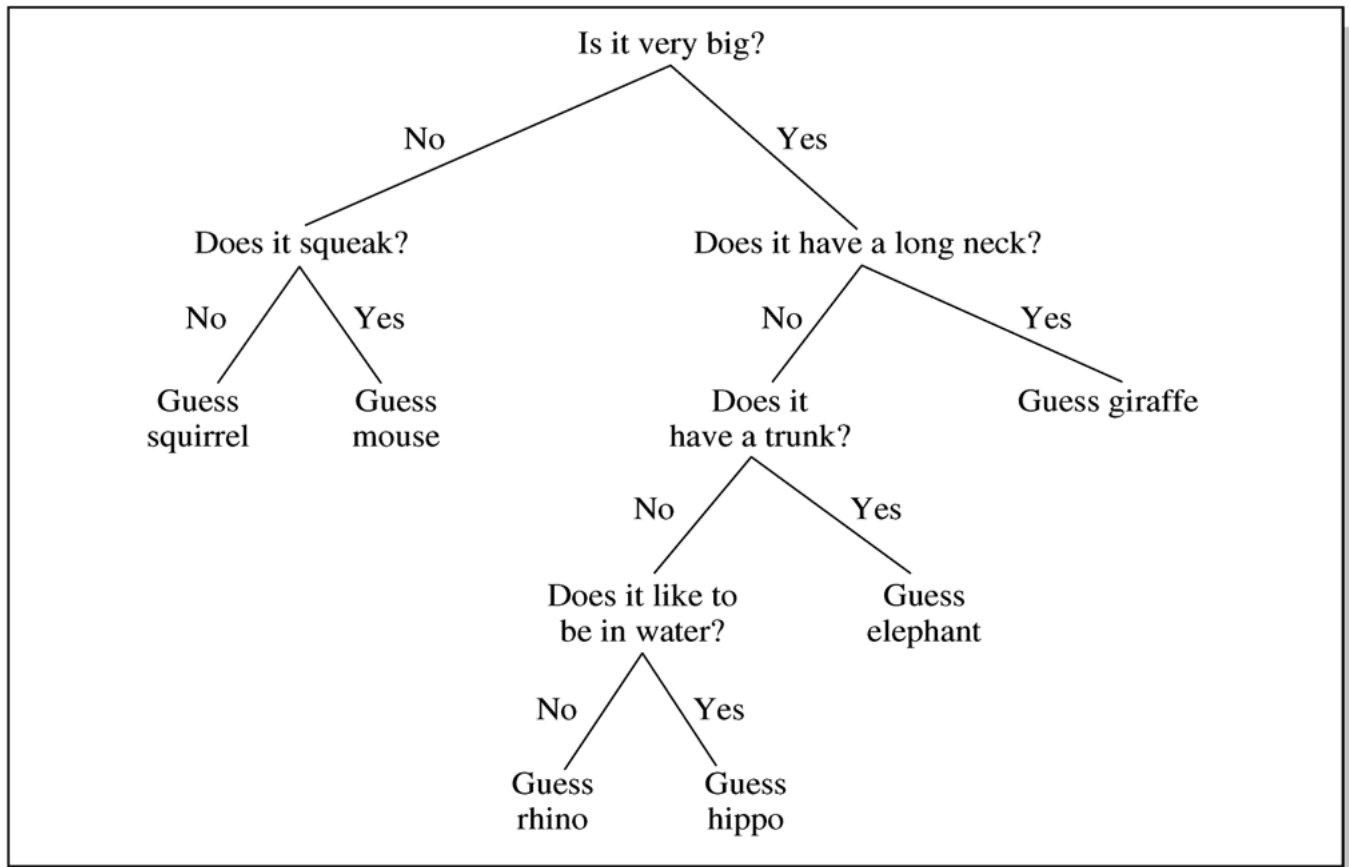 Is it very big?
No
Yes
Does it squeak?
Does it have a long neck?
No
Yes
No
Yes
Guess
squirrel
Guess
mouse
Does it
have a trunk?
Guess giraffe
No
Yes
Does it like to
be in water?
Guess
elephant
No
Yes
Guess
rhino
Guess
hippo